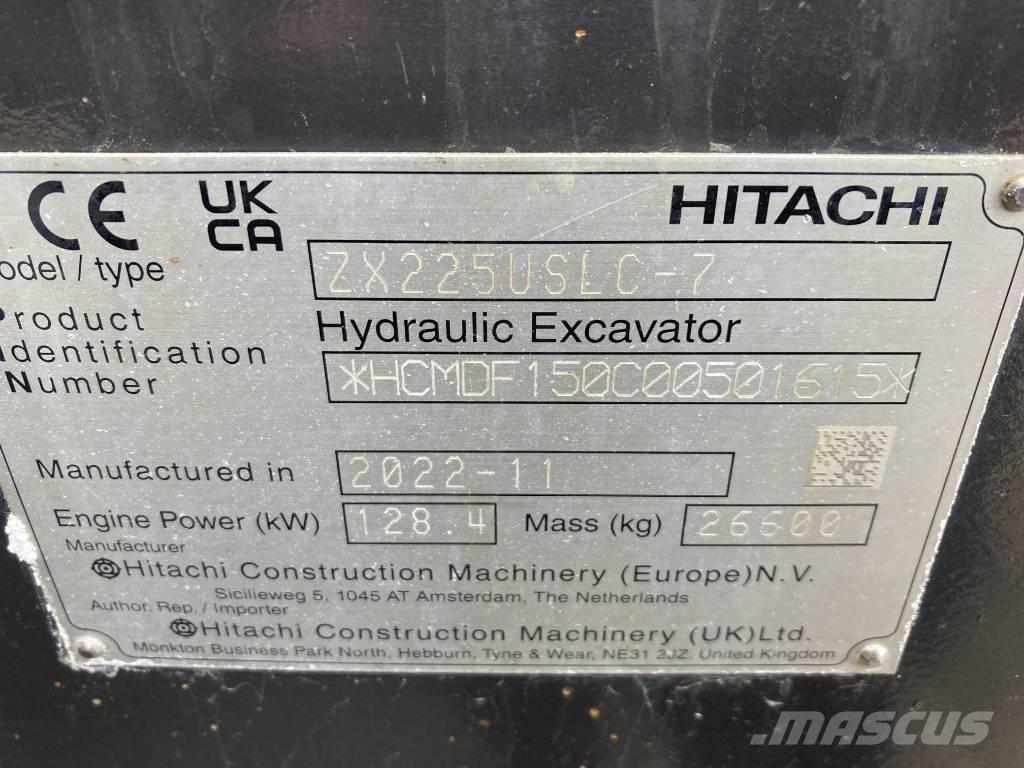 CE UK CA HITACHI
odel / type ZX225USLC-7
Product Hydraulic Excavator
Identification
Number *HCMDF150C00501615*
Manufactured in 2022-11
Engine Power (kW) 128.4 Mass (kg) 26600
Manufacturer
Hitachi Construction Machinery (Europe)N.V.
Sicilieweg 5, 1045 AT Amsterdam, The Netherlands
Author. Rep. / Importer
Hitachi Construction Machinery (UK)Ltd.
Monkton Business Park North, Hebburn, Tyne & Wear, NE31 2JZ. United Kingdom
MASCUS